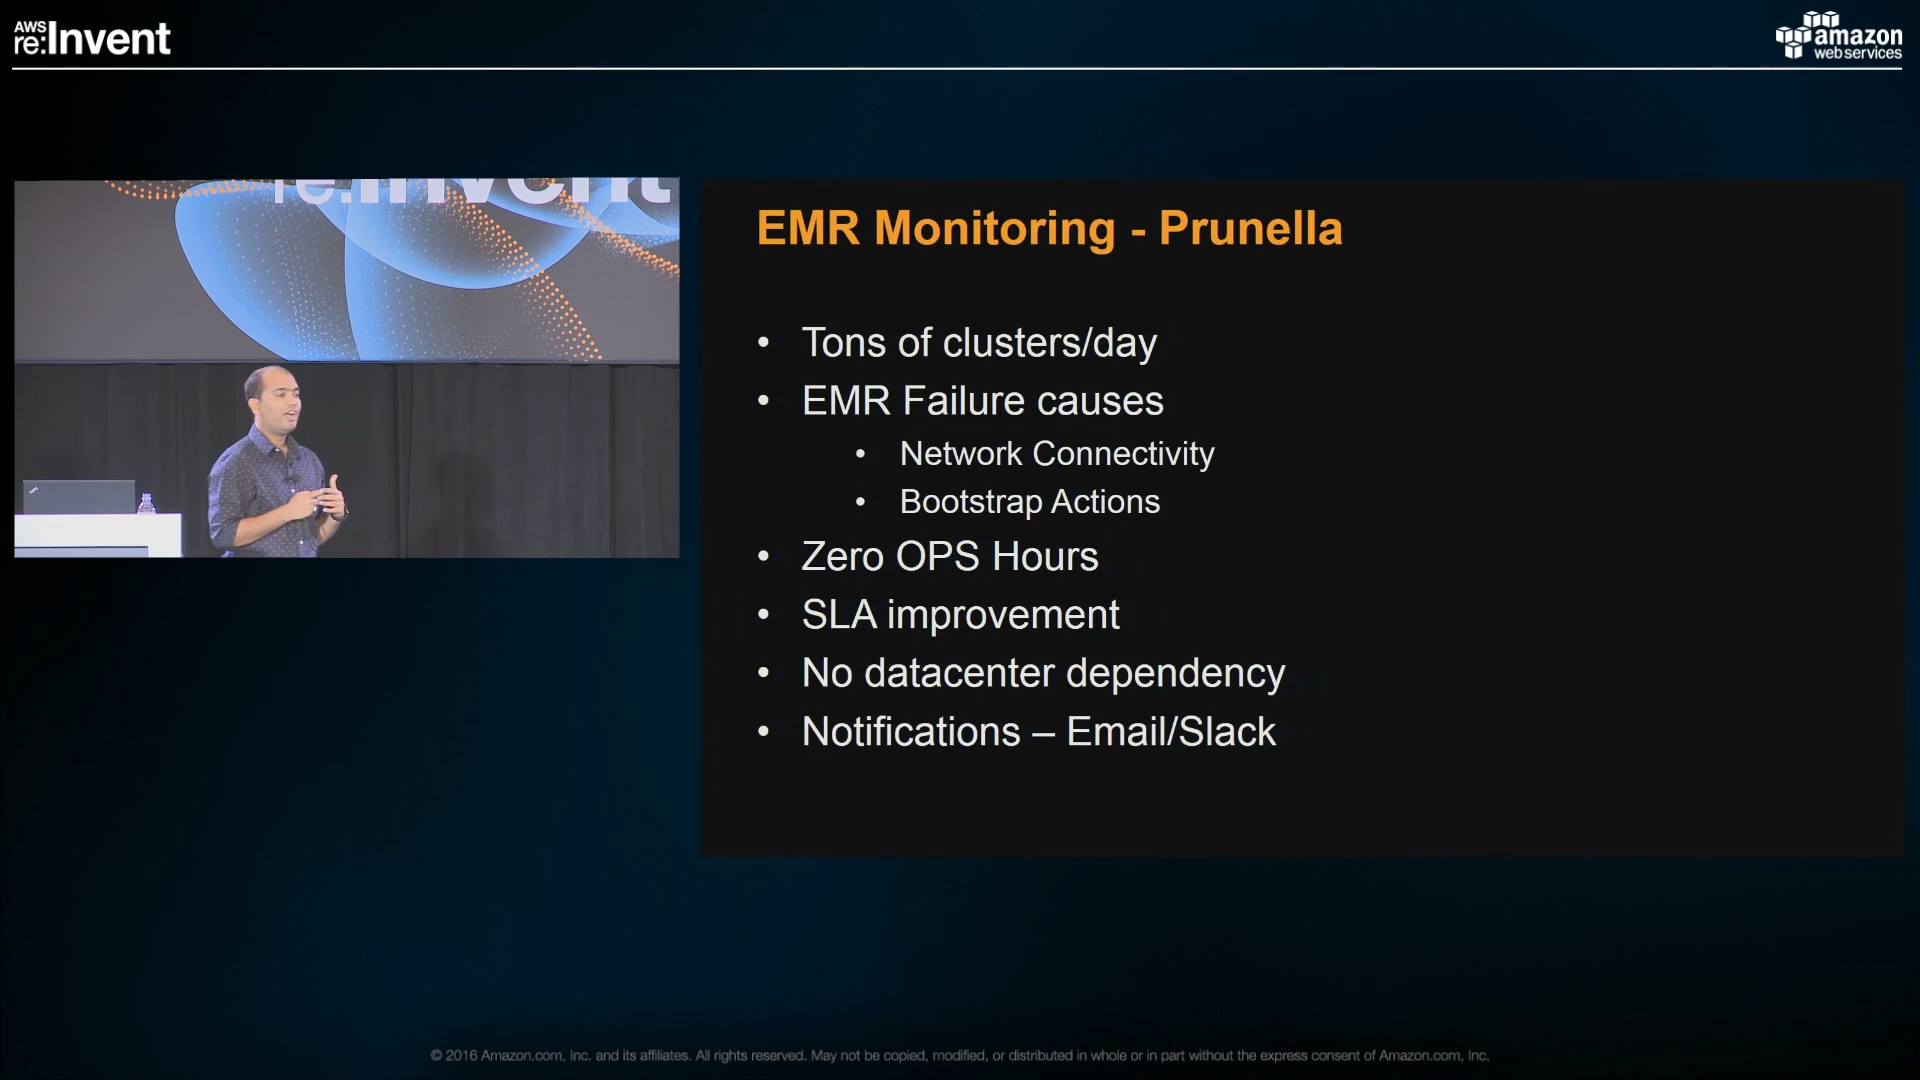 AWS
re:Invent
amazon
web services
re:Invent
EMR Monitoring - Prunella
• Tons of clusters/day
• EMR Failure causes
• Network Connectivity
• Bootstrap Actions
• Zero OPS Hours
• SLA improvement
• No datacenter dependency
• Notifications – Email/Slack
© 2016 Amazon.com, Inc. and its affiliates. All rights reserved. May not be copied, modified, or distributed in whole or in part without the express consent of Amazon.com, Inc.